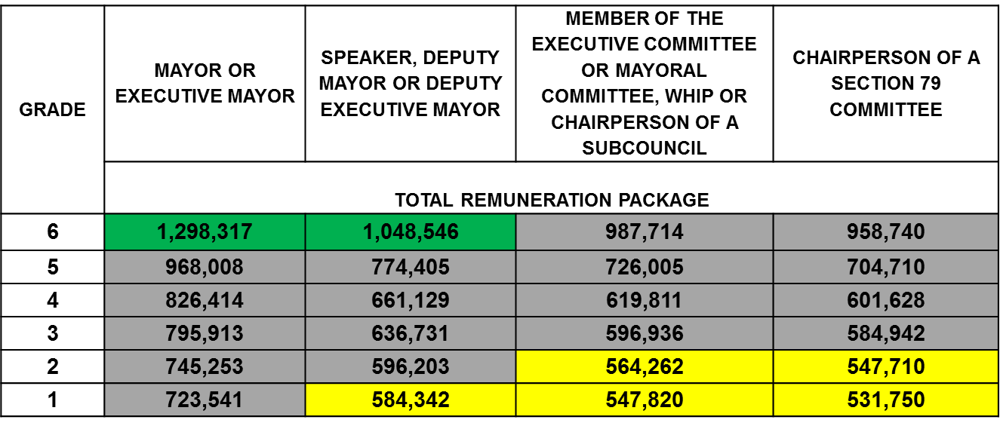 GRADE
MAYOR OR
EXECUTIVE MAYOR
SPEAKER, DEPUTY
MAYOR OR DEPUTY
EXECUTIVE MAYOR
MEMBER OF THE
EXECUTIVE COMMITTEE
OR MAYORAL
COMMITTEE, WHIP OR
CHAIRPERSON OF A
SUBCOUNCIL
CHAIRPERSON OF A
SECTION 79
COMMITTEE
TOTAL REMUNERATION PACKAGE
6 1,298,317 1,048,546 987,714 958,740
5 968,008 774,405 726,005 704,710
4 826,414 661,129 619,811 601,628
3 795,913 636,731 596,936 584,942
2 745,253 596,203 564,262 547,710
1 723,541 584,342 547,820 531,750